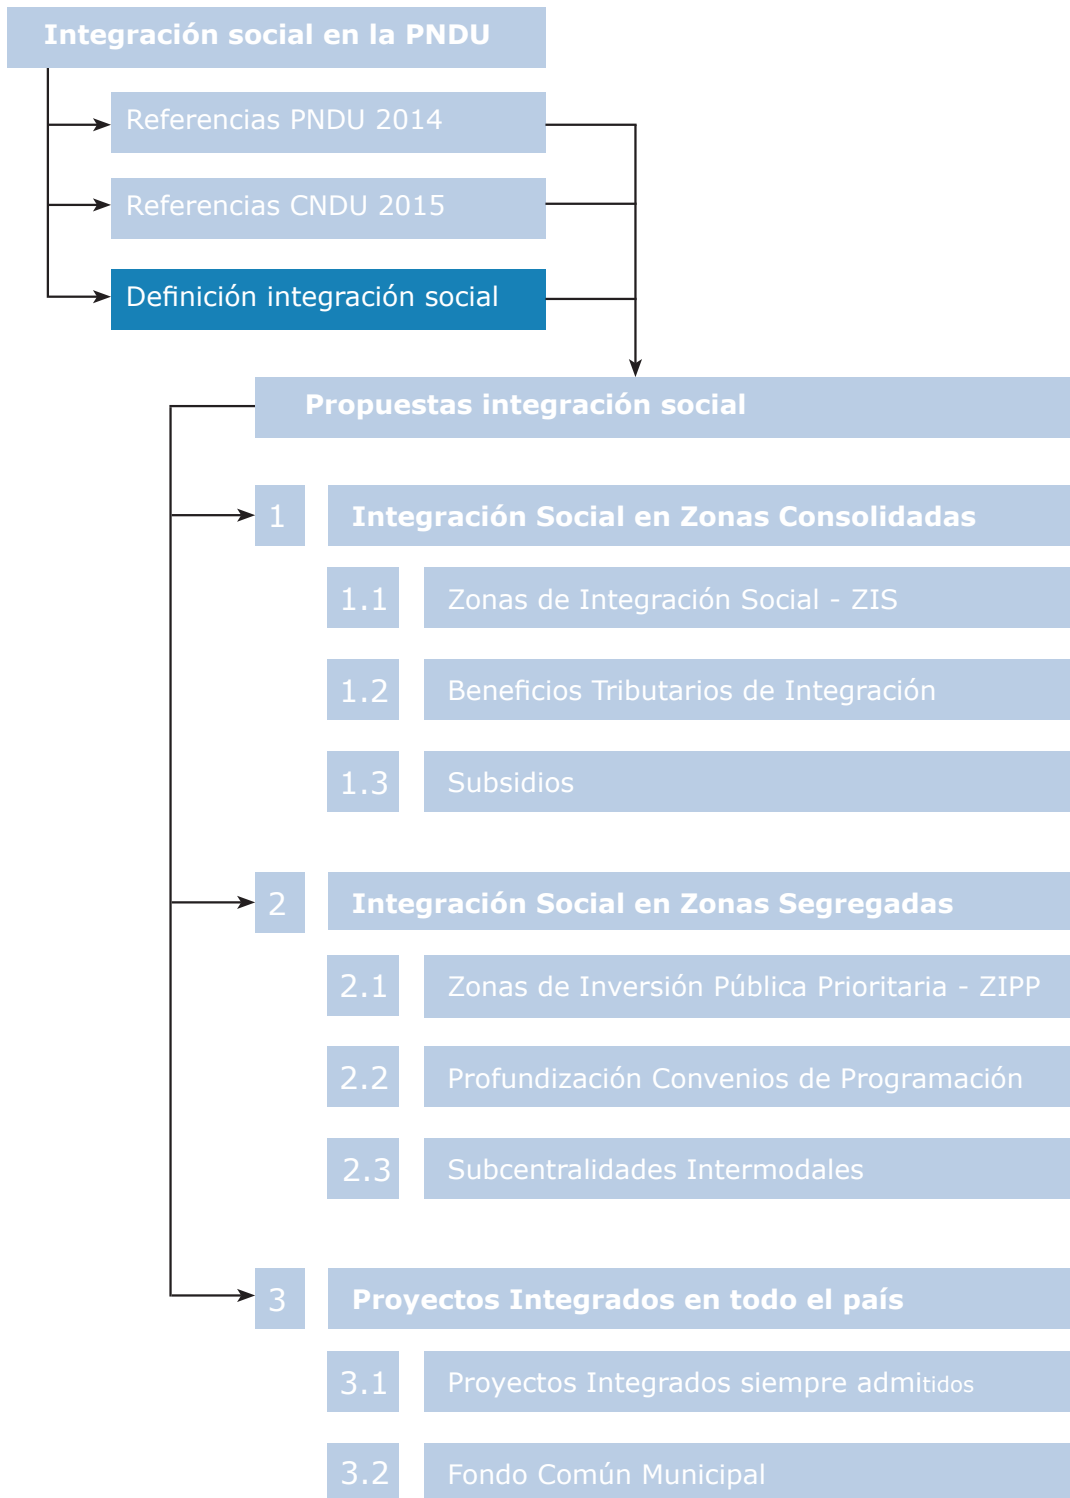 Integración social en la PNDU
Referencias PNDU 2014
Referencias CNDU 2015
Definición integración social
Propuestas integración social
1 Integración Social en Zonas Consolidadas
1.1 Zonas de Integración Social - ZIS
1.2 Beneficios Tributarios de Integración
1.3 Subsidios
2 Integración Social en Zonas Segregadas
2.1 Zonas de Inversión Pública Prioritaria - ZIPP
2.2 Profundización Convenios de Programación
2.3 Subcentralidades Intermodales
3 Proyectos Integrados en todo el país
3.1 Proyectos Integrados siempre admitidos
3.2 Fondo Común Municipal